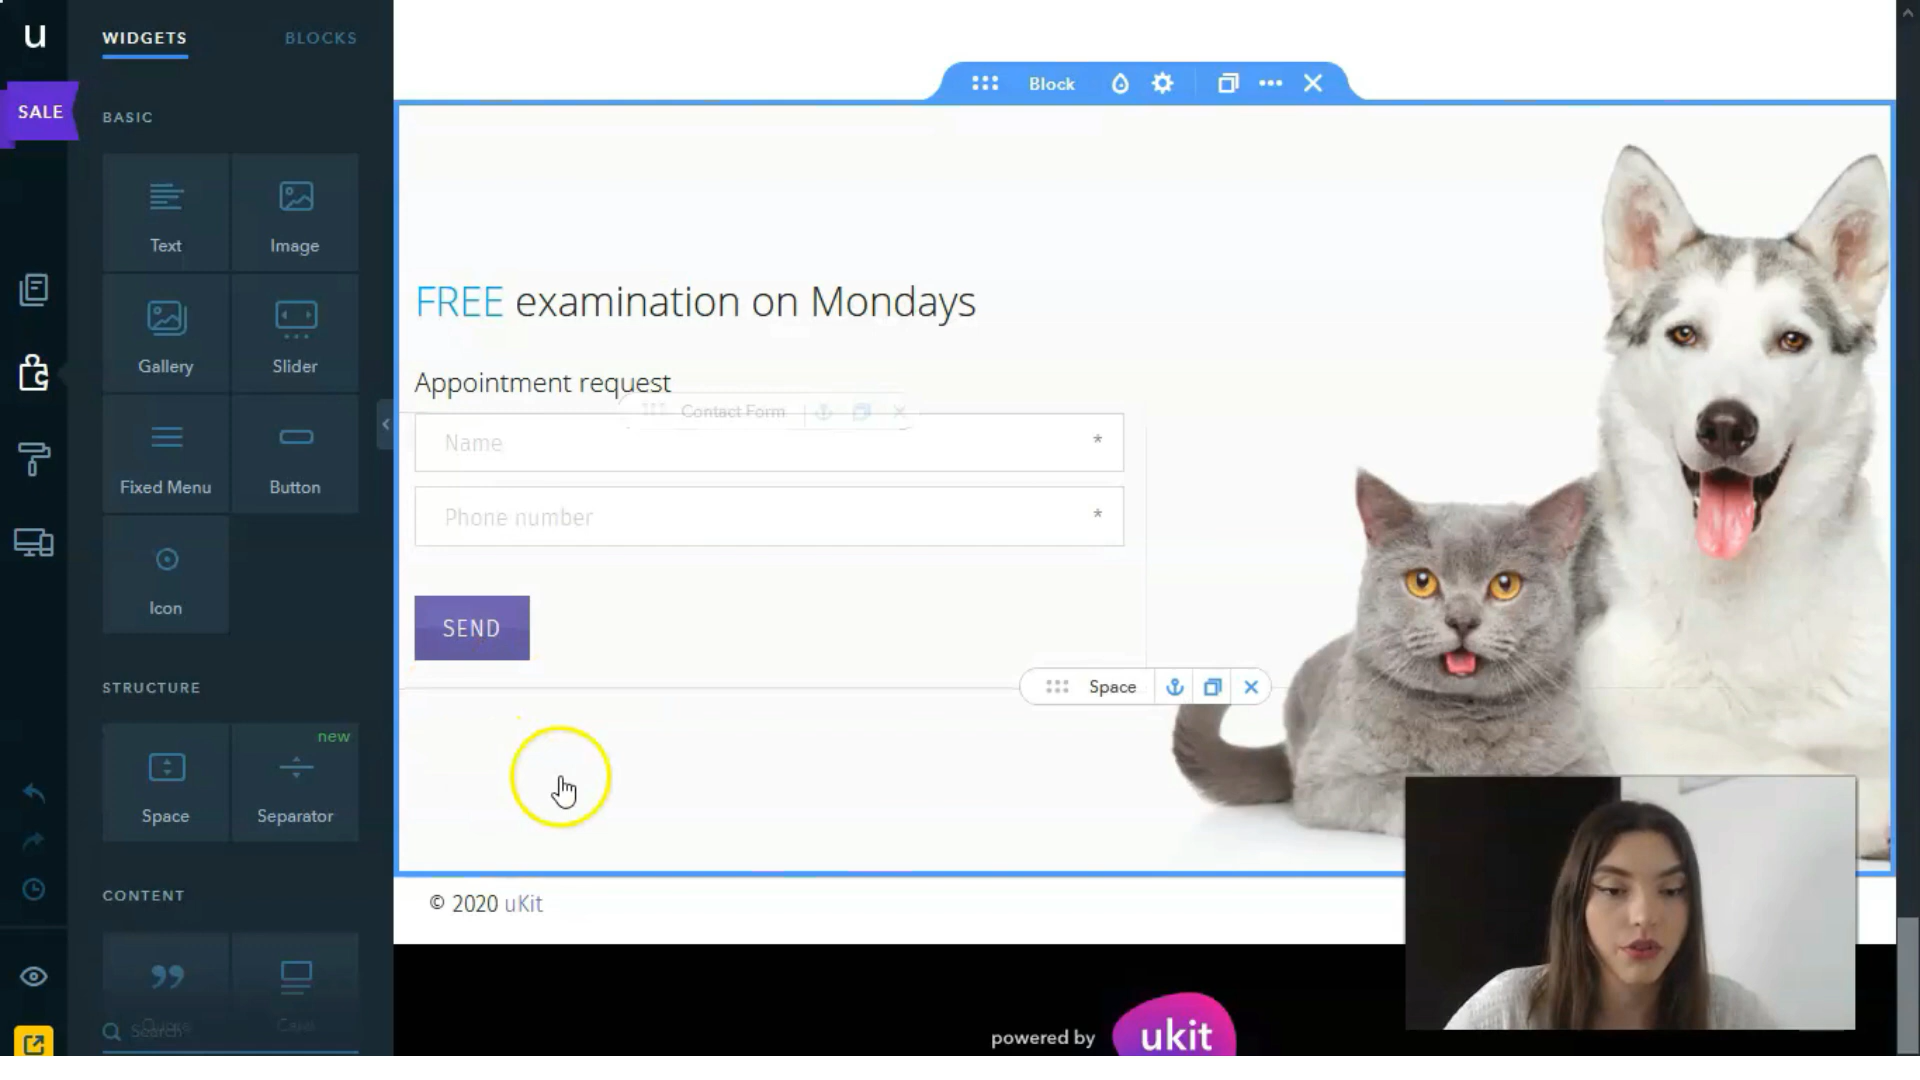 u
SALE
WIDGETS
BLOCKS
BASIC
Text
Image
Gallery
Slider
Fixed Menu
Button
Icon
STRUCTURE
new
Space
Separator
CONTENT
Search
Block
FREE examination on Mondays
Appointment request
Contact Form
Name *
Phone number *
SEND
Space
© 2020 uKit
powered by
ukit